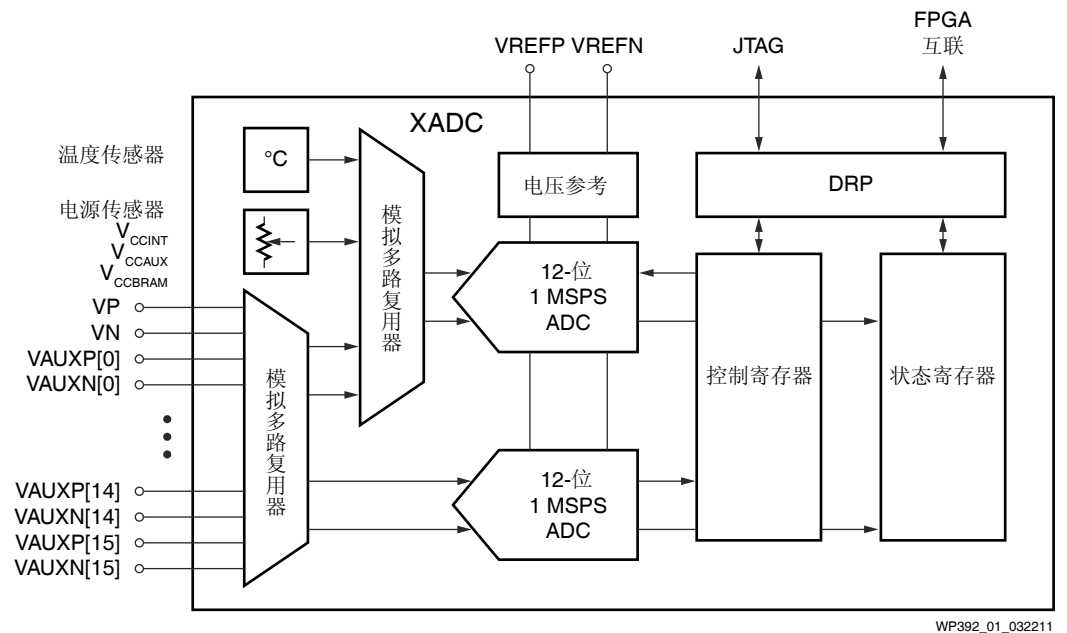 FPGA
互联
VREFP VREFN
JTAG
XADC
温度传感器
°C
电压参考
DRP
电源传感器
VCCINT
VCCAUX
VCCBRAM
模拟多路复用器
12-位
1 MSPS
ADC
VP
VN
VAUXP[0]
VAUXN[0]
模拟多路复用器
控制寄存器
状态寄存器
12-位
1 MSPS
ADC
VAUXP[14]
VAUXN[14]
VAUXP[15]
VAUXN[15]
WP392_01_032211